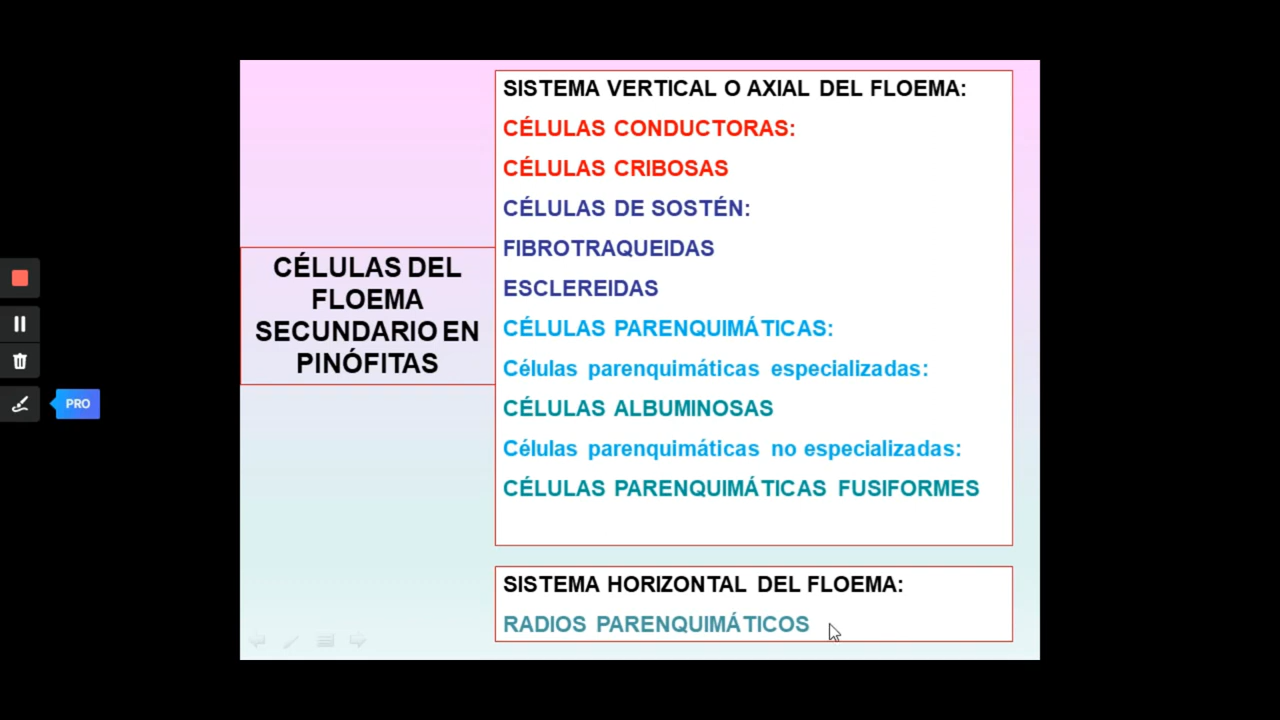 CÉLULAS DEL
FLOEMA
SECUNDARIO EN
PINÓFITAS
SISTEMA VERTICAL O AXIAL DEL FLOEMA:
CÉLULAS CONDUCTORAS:
CÉLULAS CRIBOSAS
CÉLULAS DE SOSTÉN:
FIBROTRAQUEIDAS
ESCLEREIDAS
CÉLULAS PARENQUIMÁTICAS:
Células parenquimáticas especializadas:
CÉLULAS ALBUMINOSAS
Células parenquimáticas no especializadas:
CÉLULAS PARENQUIMÁTICAS FUSIFORMES
SISTEMA HORIZONTAL DEL FLOEMA:
RADIOS PARENQUIMÁTICOS
PRO